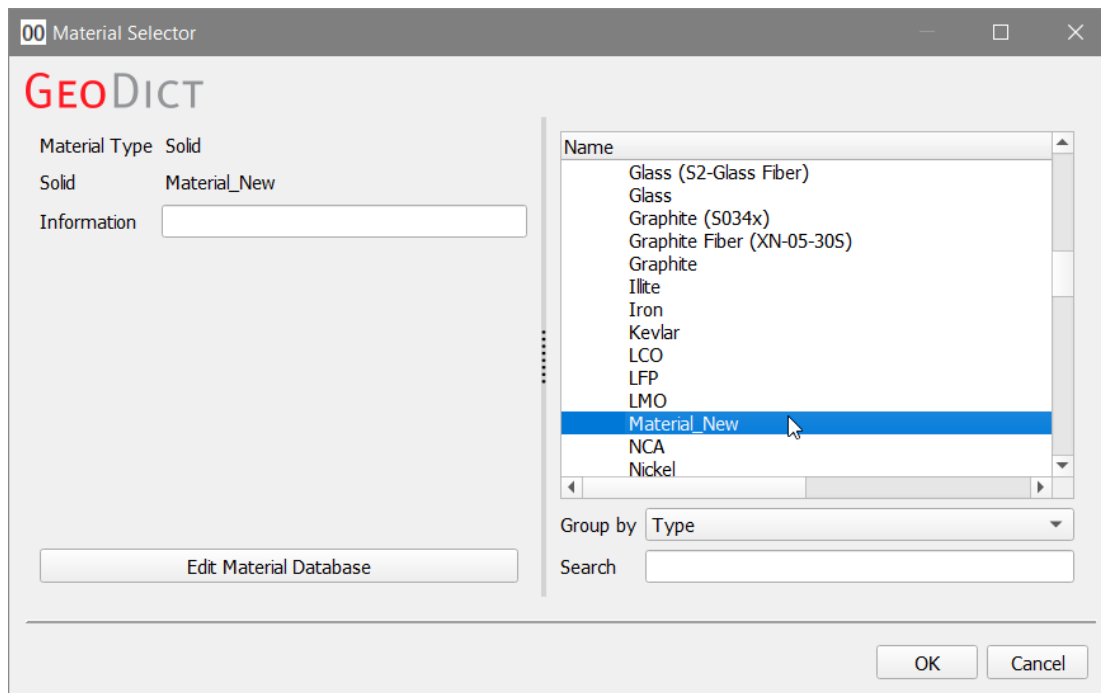 00 Material Selector
GEODICT
Material Type Solid
Solid Material_New
Information
Edit Material Database
Name
Glass (S2-Glass Fiber)
Glass
Graphite (S034x)
Graphite Fiber (XN-05-30S)
Graphite
Illite
Iron
Kevlar
LCO
LFP
LMO
Material_New
NCA
Nickel
Group by Type
Search
OK Cancel